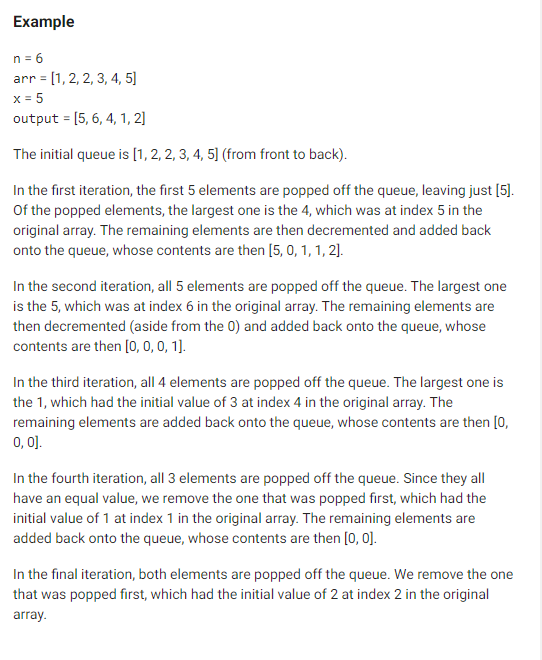 Example
n = 6
arr = [1, 2, 2, 3, 4, 5]
x = 5
output = [5, 6, 4, 1, 2]
The initial queue is [1, 2, 2, 3, 4, 5] (from front to back).
In the first iteration, the first 5 elements are popped off the queue, leaving just [5].
Of the popped elements, the largest one is the 4, which was at index 5 in the
original array. The remaining elements are then decremented and added back
onto the queue, whose contents are then [5, 0, 1, 1, 2].
In the second iteration, all 5 elements are popped off the queue. The largest one
is the 5, which was at index 6 in the original array. The remaining elements are
then decremented (aside from the 0) and added back onto the queue, whose
contents are then [0, 0, 0, 1].
In the third iteration, all 4 elements are popped off the queue. The largest one is
the 1, which had the initial value of 3 at index 4 in the original array. The
remaining elements are added back onto the queue, whose contents are then [0,
0, 0].
In the fourth iteration, all 3 elements are popped off the queue. Since they all
have an equal value, we remove the one that was popped first, which had the
initial value of 1 at index 1 in the original array. The remaining elements are
added back onto the queue, whose contents are then [0, 0].
In the final iteration, both elements are popped off the queue. We remove the one
that was popped first, which had the initial value of 2 at index 2 in the original
array.